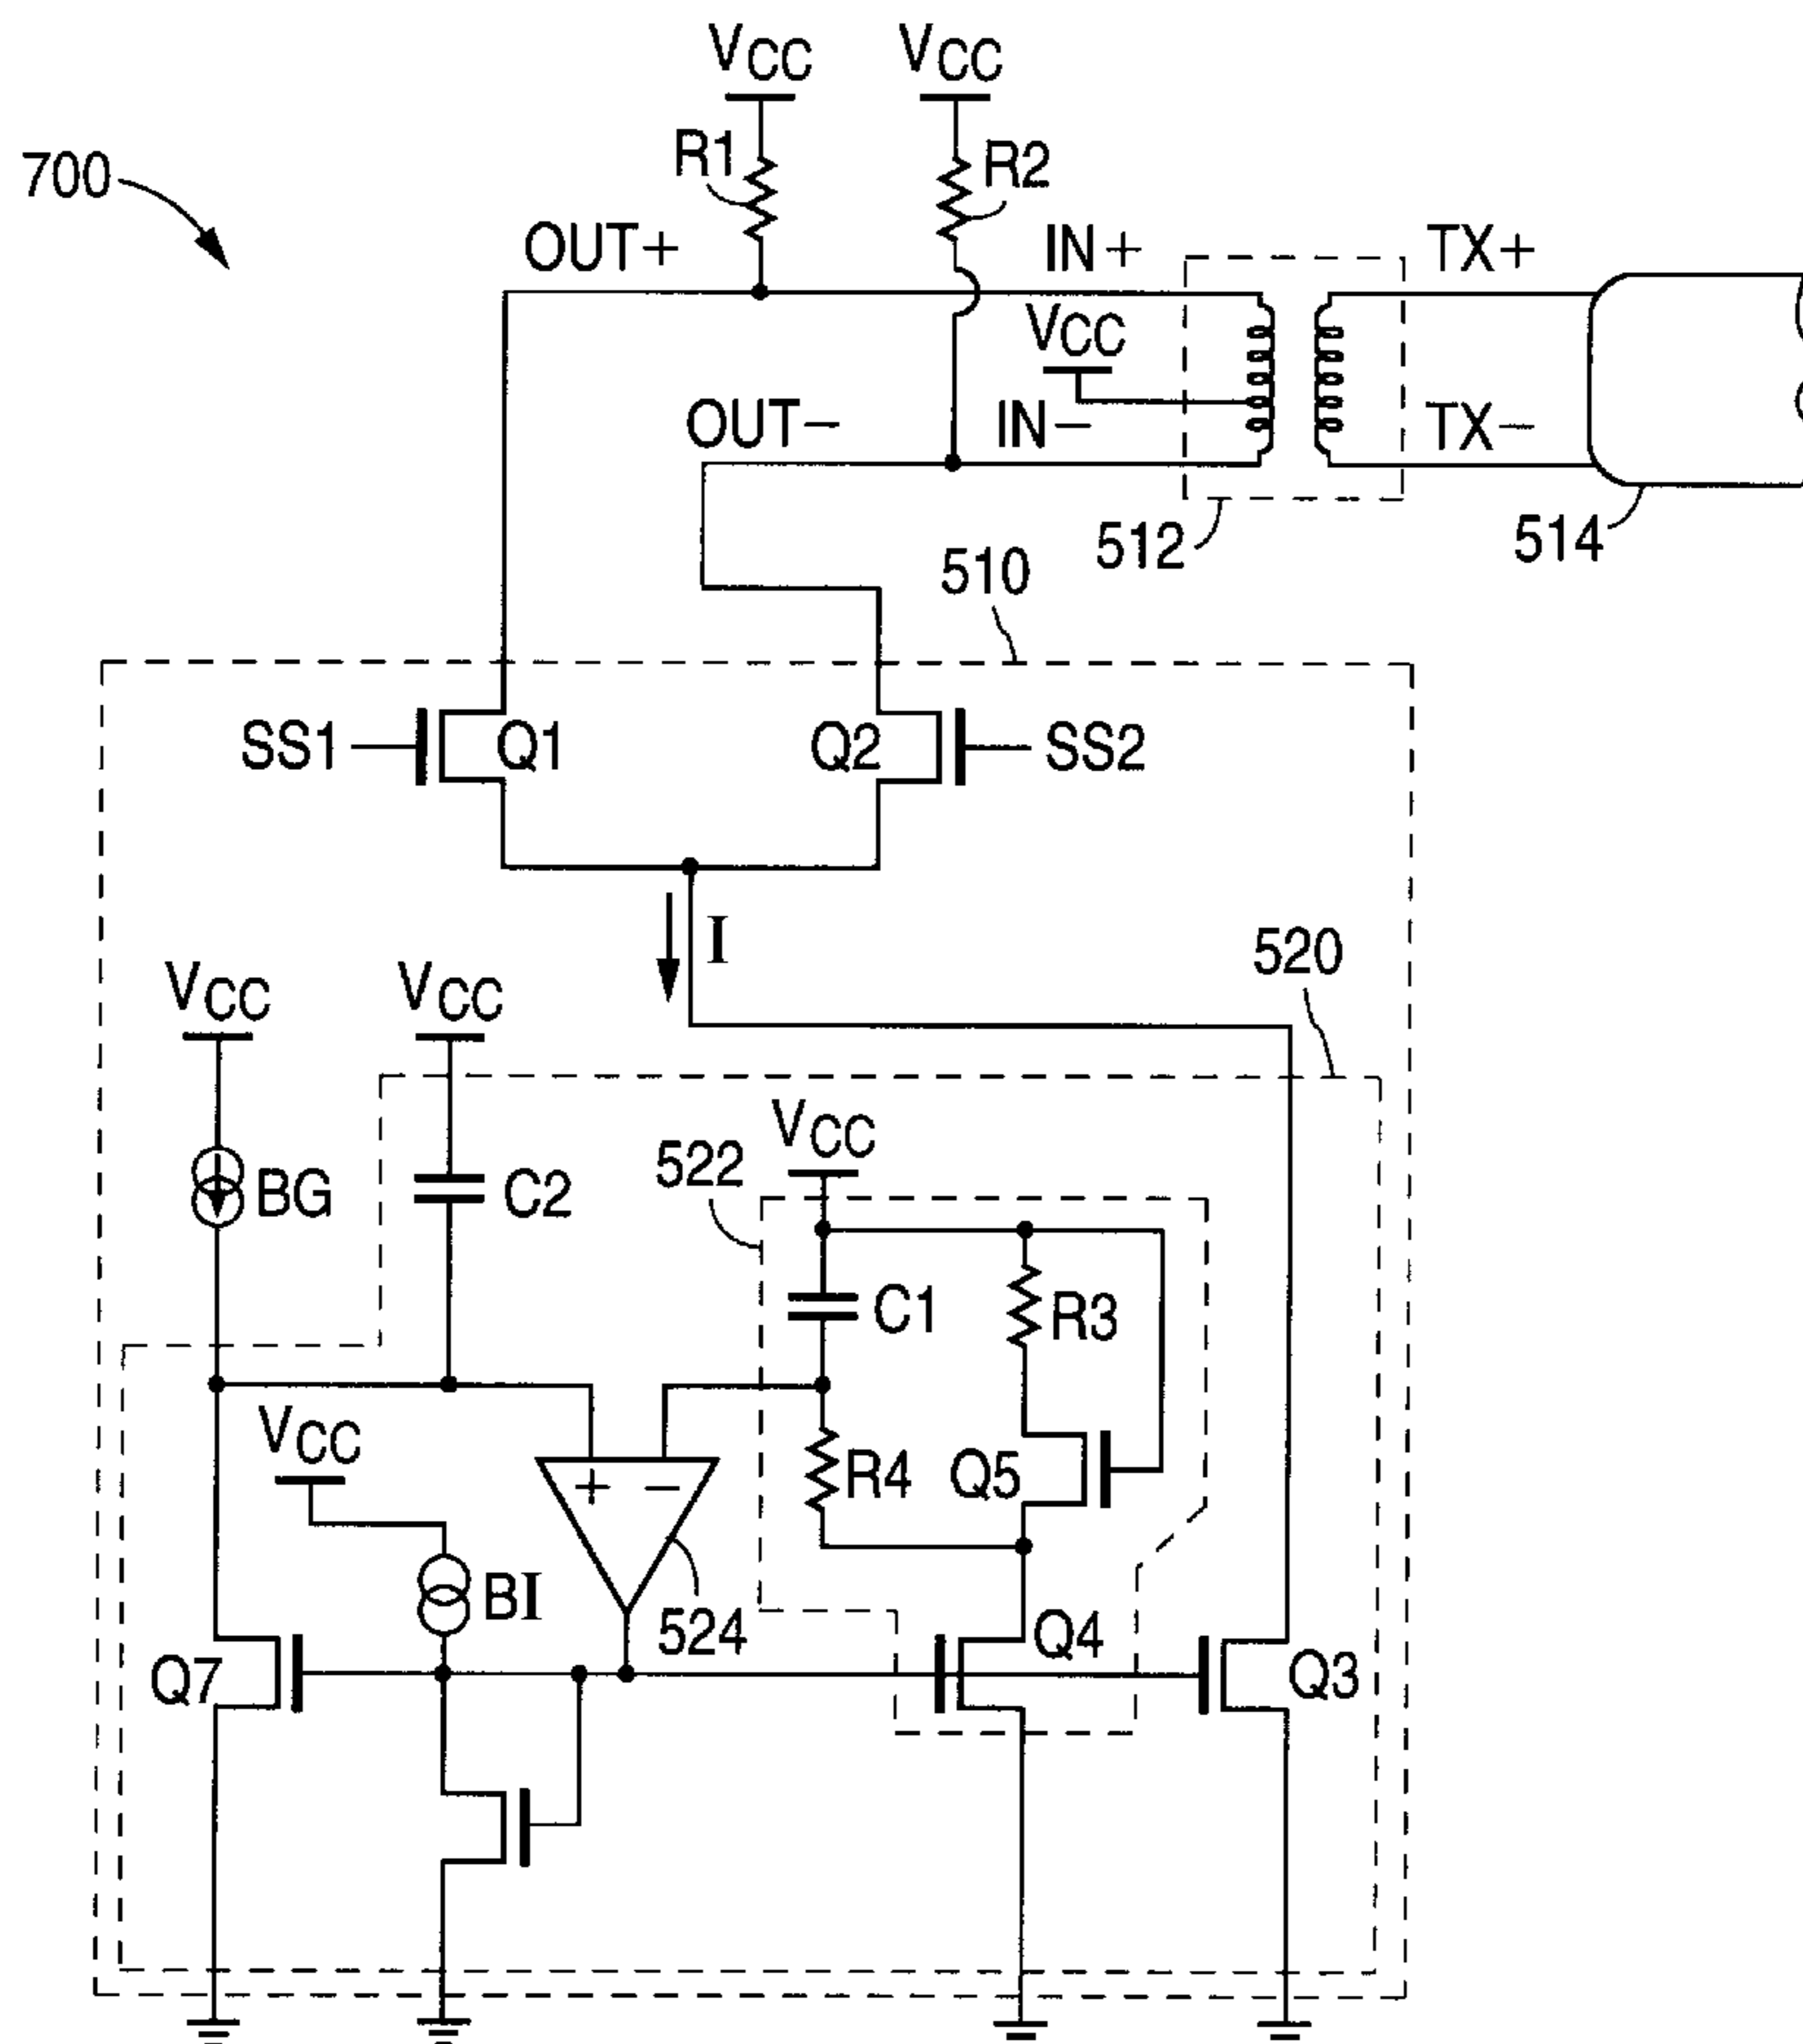 VCC VCC
700
R1
R2
OUT+
IN+
TX+
VCC
OUT−
IN−
TX−
512
514
510
SS1
Q1
Q2
SS2
I
520
VCC
VCC
VCC
522
BG
C2
C1
R3
VCC
+ −
R4
Q5
BI
524
Q4
Q7
Q3